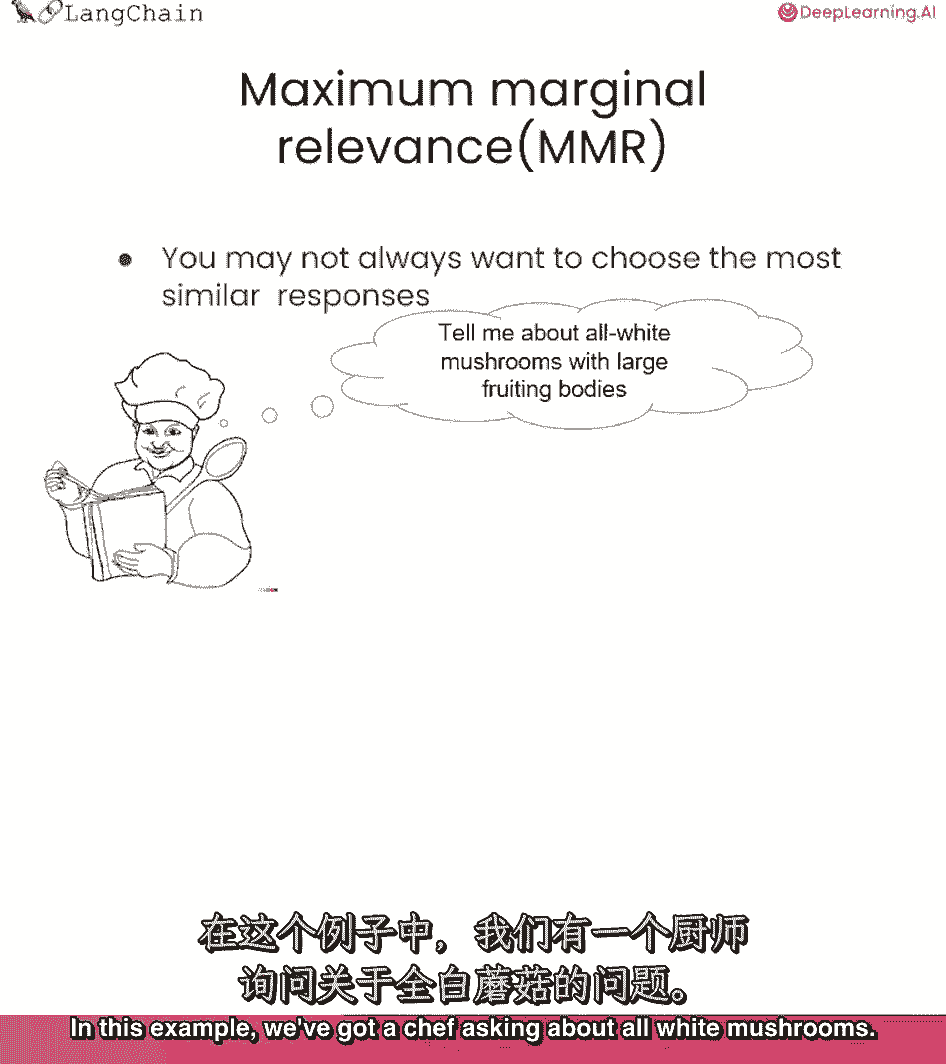 LangChain
DeepLearning.AI
Maximum marginal
relevance(MMR)
You may not always want to choose the most
similar responses
Tell me about all-white
mushrooms with large
fruiting bodies
在这个例子中，我们有一个厨师
询问关于全白蘑菇的问题。
In this example, we've got a chef asking about all white mushrooms.